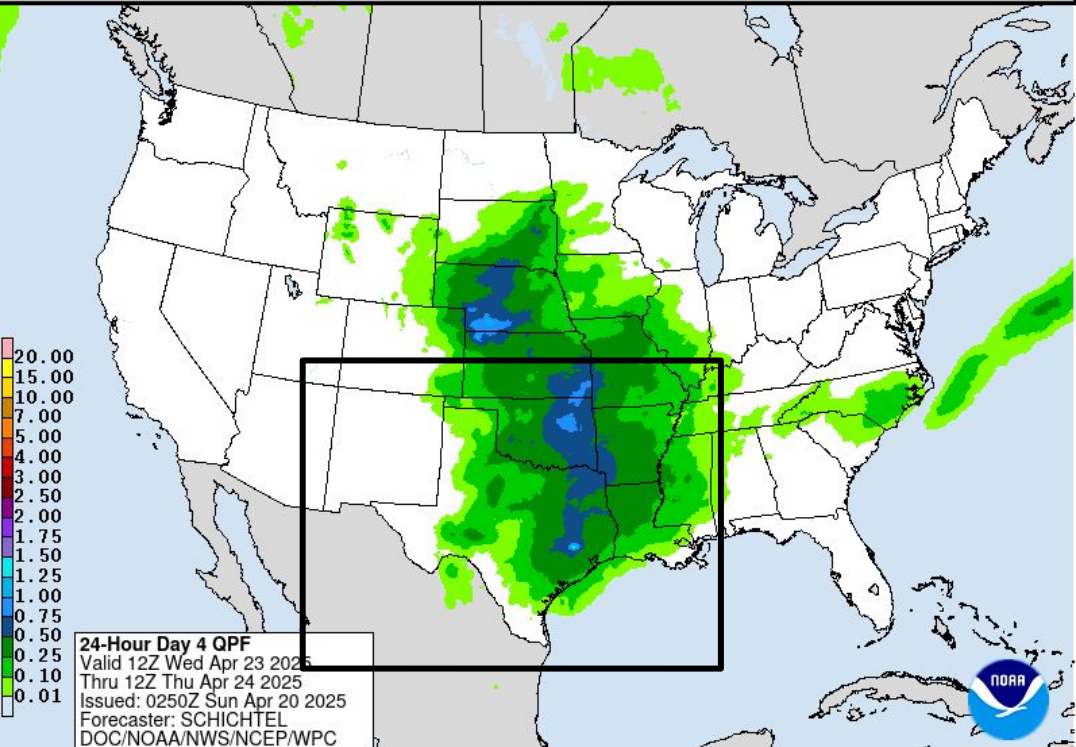 20.00
15.00
10.00
7.00
5.00
4.00
3.00
2.50
2.00
1.75
1.50
1.25
1.00
0.75
0.50
0.25
0.10
0.01
24-Hour Day 4 QPF
Valid 12Z Wed Apr 23 2025
Thru 12Z Thu Apr 24 2025
Issued: 0250Z Sun Apr 20 2025
Forecaster: SCHICHTEL
DOC/NOAA/NWS/NCEP/WPC
NOAA